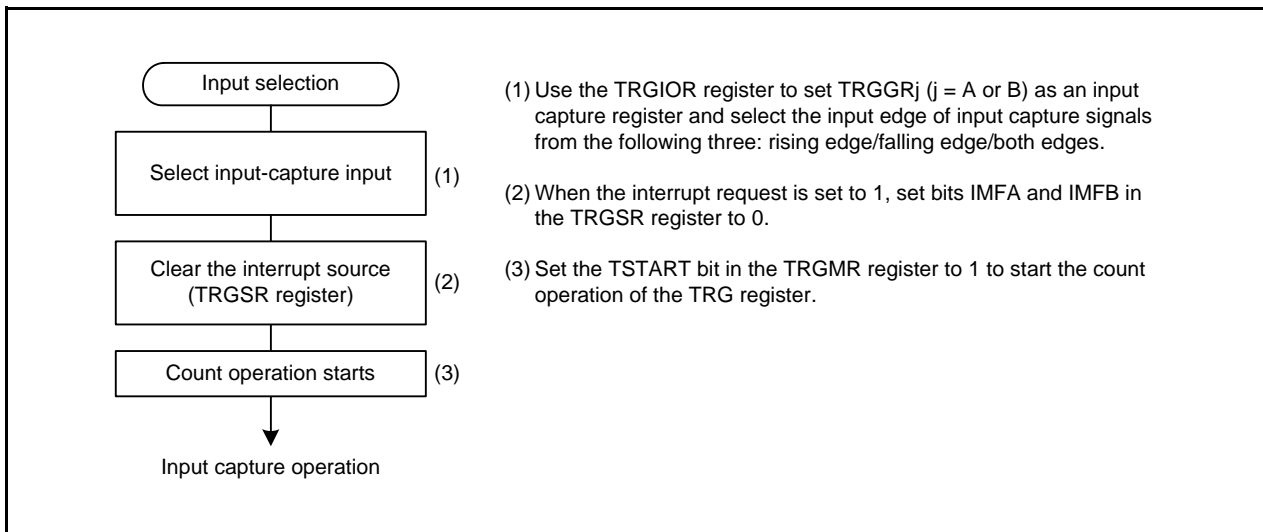 Input selection
Select input-capture input
(1)
Clear the interrupt source
(TRGSR register)
(2)
Count operation starts
(3)
Input capture operation
(1) Use the TRGIOR register to set TRGGRj (j = A or B) as an input
capture register and select the input edge of input capture signals
from the following three: rising edge/falling edge/both edges.
(2) When the interrupt request is set to 1, set bits IMFA and IMFB in
the TRGSR register to 0.
(3) Set the TSTART bit in the TRGMR register to 1 to start the count
operation of the TRG register.